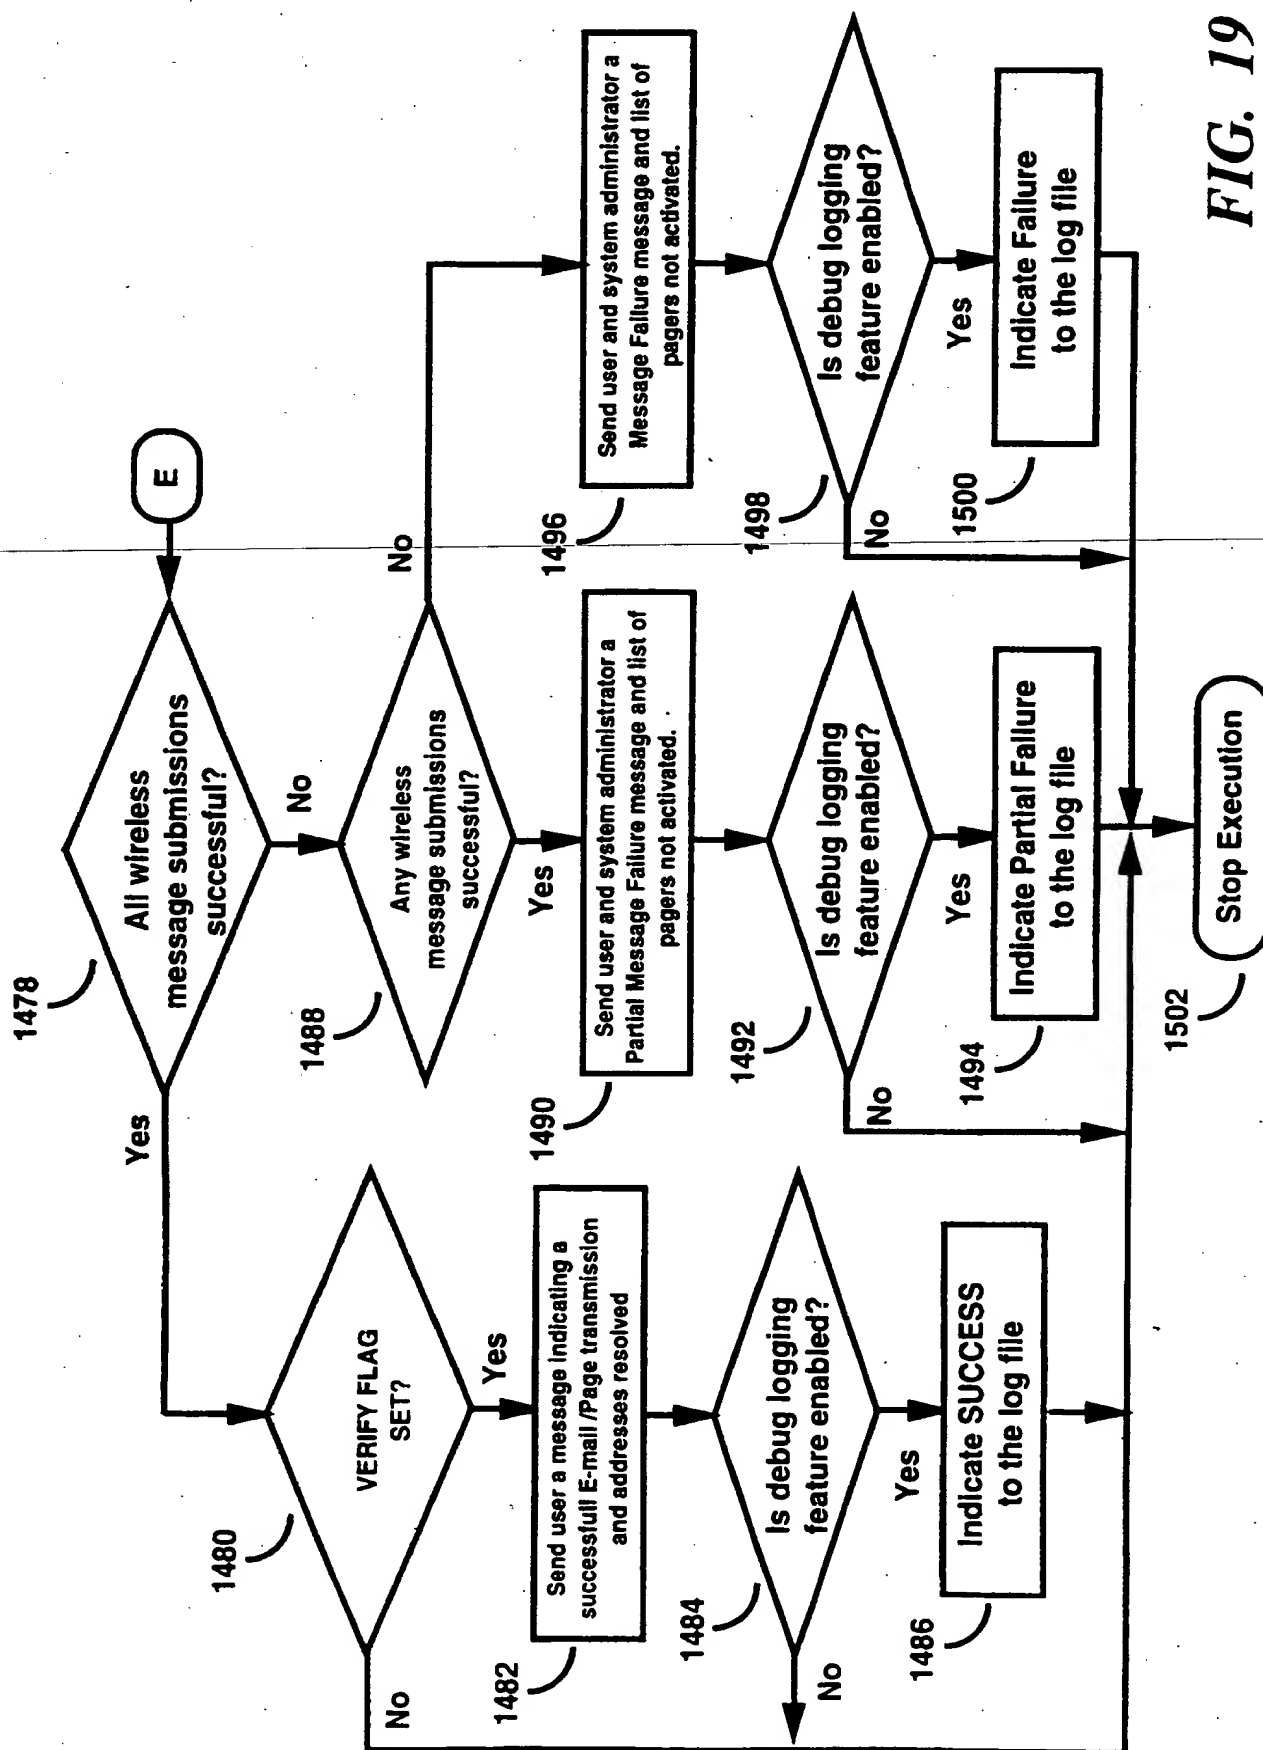 E
1478
All wireless
message submissions
successful?
Yes
No
1480
VERIFY FLAG
SET?
Yes
No
1488
Any wireless
message submissions
successful?
Yes
No
1482
Send user a message indicating a
successfull E-mail /Page transmission
and addresses resolved
1490
Send user and system administrator a
Partial Message Failure message and list of
pagers not activated.
1496
Send user and system administrator a
Message Failure message and list of
pagers not activated.
1484
Is debug logging
feature enabled?
Yes
No
1492
Is debug logging
feature enabled?
Yes
No
1498
Is debug logging
feature enabled?
Yes
No
1486
Indicate SUCCESS
to the log file
1494
Indicate Partial Failure
to the log file
1500
Indicate Failure
to the log file
1502
Stop Execution
FIG. 19